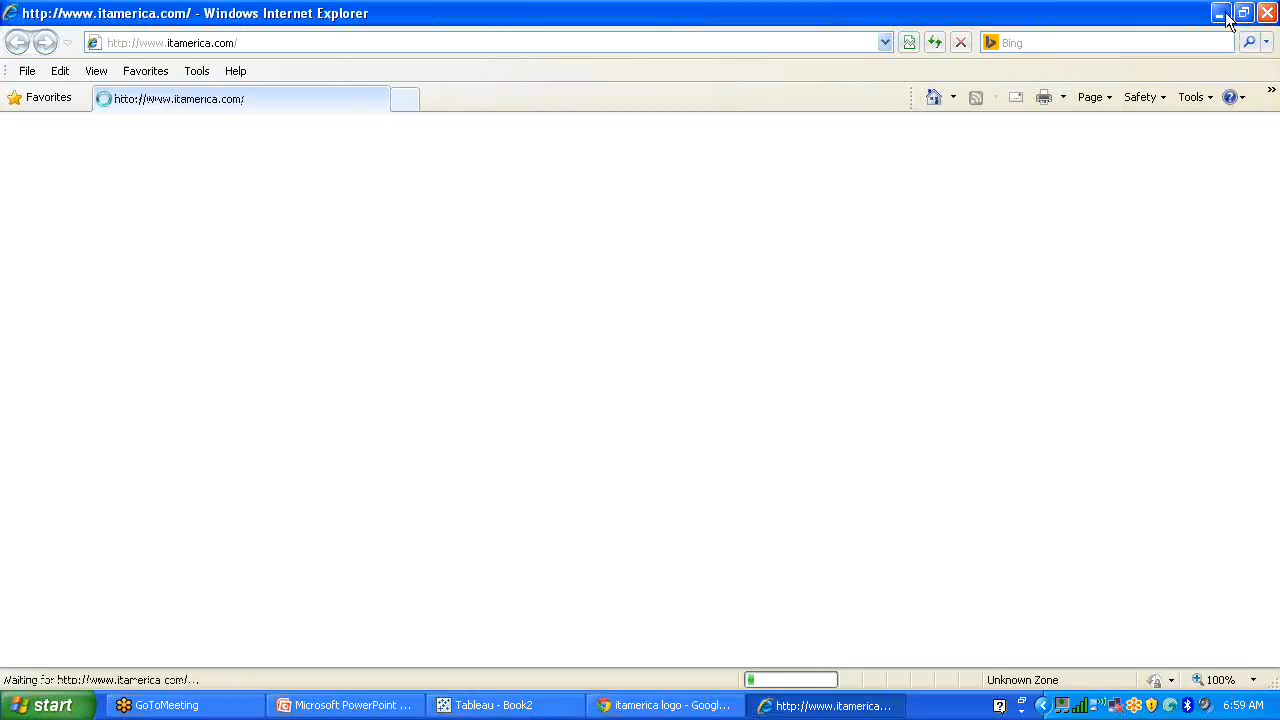 http://www.itamerica.com/ - Windows Internet Explorer
http://www.itamerica.com/ Bing
File Edit View Favorites Tools Help
Favorites http://www.itamerica.com/ Page Safety Tools »
Waiting for http://www.itamerica.com/... Unknown Zone 100%
start GoToMeeting Microsoft PowerPoint ... Tableau - Book2 itamerica logo - Googl... http://www.itamerica.... 6:59 AM